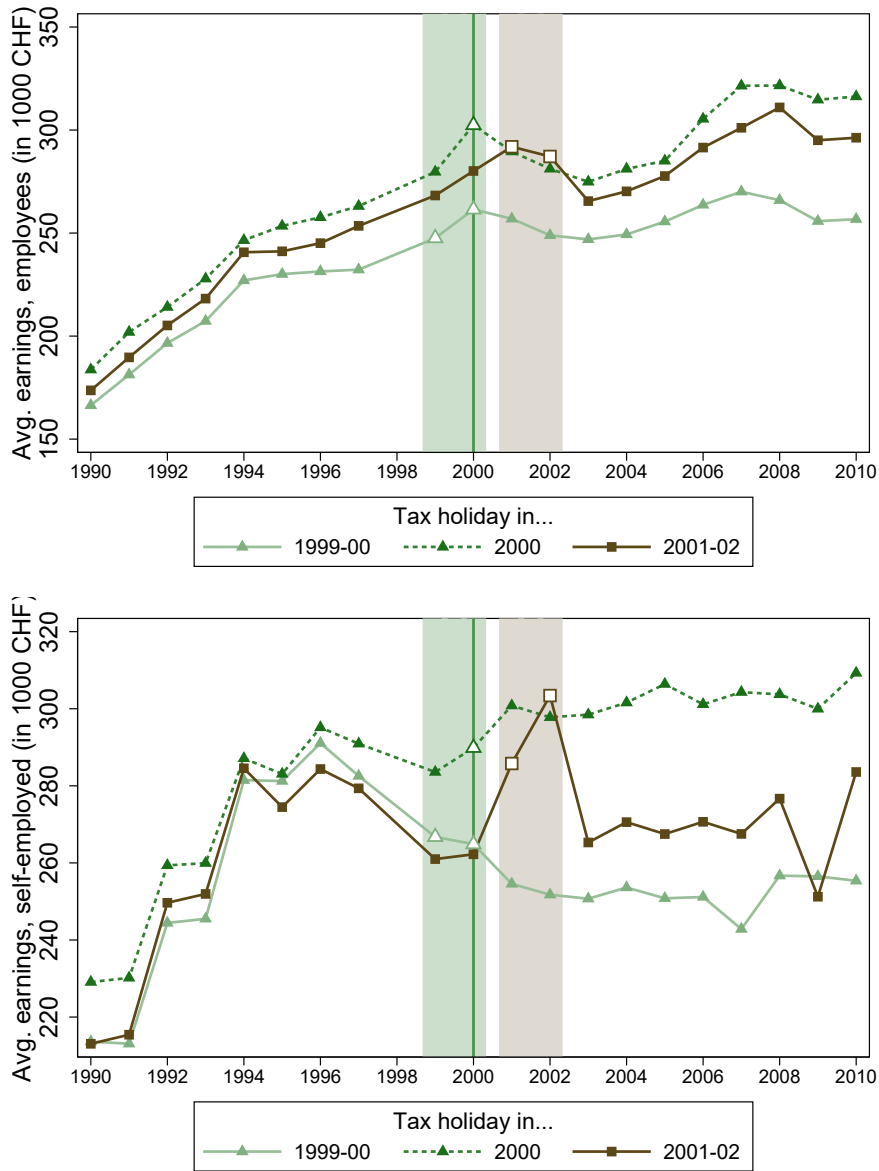 Avg. earnings, employees (in 1000 CHF)
350
300
250
200
150
1990 1992 1994 1996 1998 2000 2002 2004 2006 2008 2010
Tax holiday in...
1999-00 2000 2001-02
Avg. earnings, self-employed (in 1000 CHF)
320
300
280
260
240
220
1990 1992 1994 1996 1998 2000 2002 2004 2006 2008 2010
Tax holiday in...
1999-00 2000 2001-02